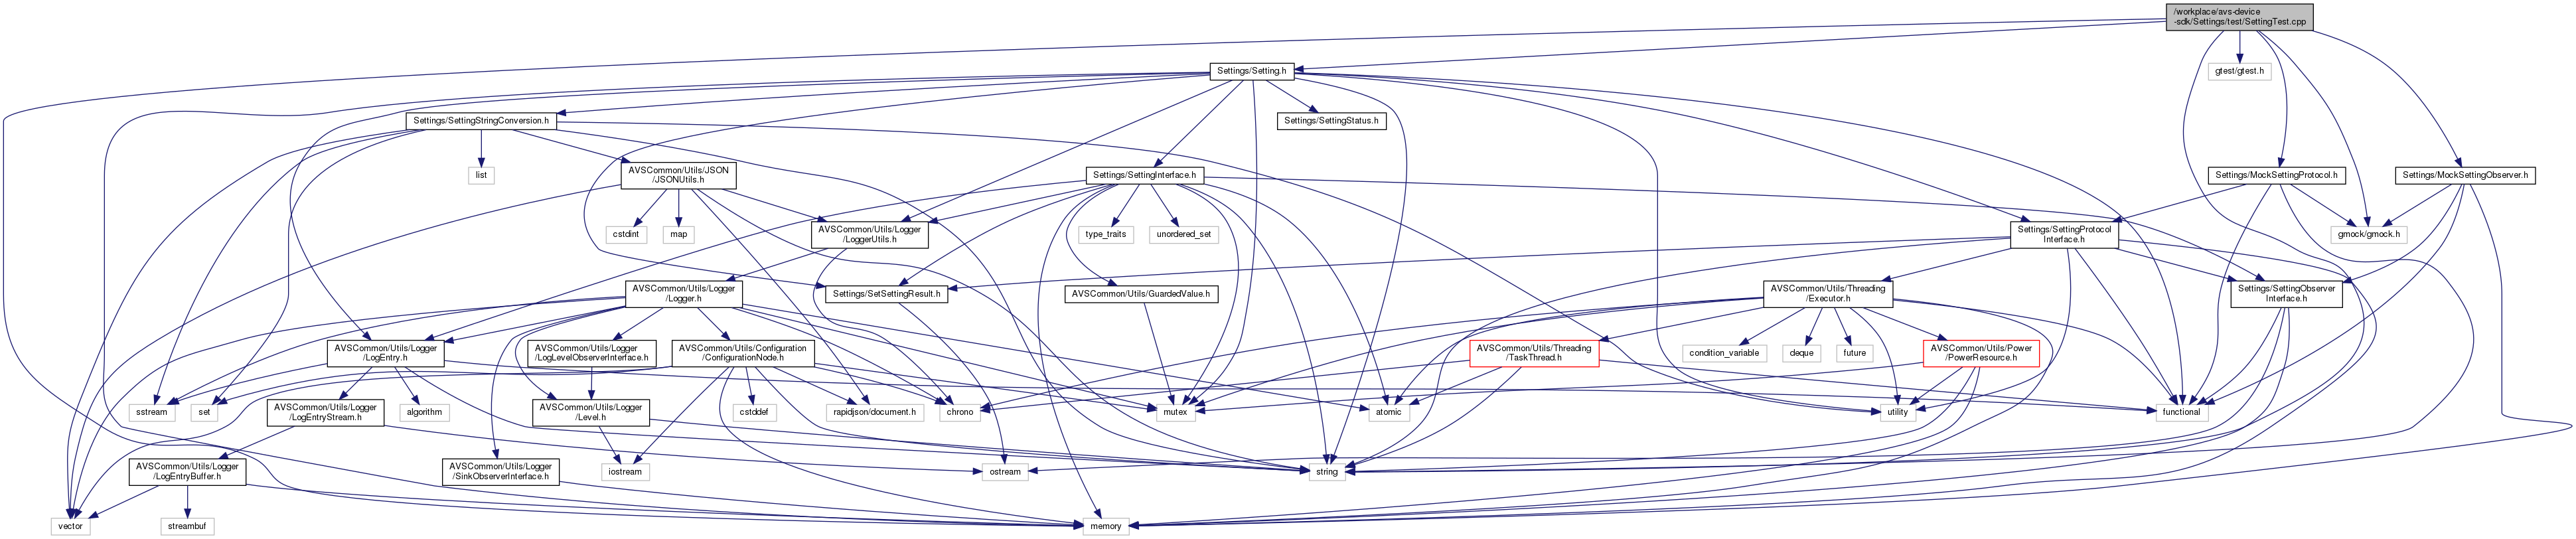 /workplace/avs-device
-sdk/Settings/test/SettingTest.cpp
Settings/Setting.h
gtest/gtest.h
Settings/SettingStringConversion.h
Settings/SettingStatus.h
list
AVSCommon/Utils/JSON
/JSONUtils.h
Settings/SettingInterface.h
Settings/MockSettingProtocol.h
Settings/MockSettingObserver.h
cstdint
map
AVSCommon/Utils/Logger
/LoggerUtils.h
type_traits
unordered_set
Settings/SettingProtocol
Interface.h
gmock/gmock.h
AVSCommon/Utils/Logger
/Logger.h
Settings/SetSettingResult.h
AVSCommon/Utils/GuardedValue.h
AVSCommon/Utils/Threading
/Executor.h
Settings/SettingObserver
Interface.h
AVSCommon/Utils/Logger
/LogEntry.h
AVSCommon/Utils/Logger
/LogLevelObserverInterface.h
AVSCommon/Utils/Configuration
/ConfigurationNode.h
AVSCommon/Utils/Threading
/TaskThread.h
condition_variable
deque
future
AVSCommon/Utils/Power
/PowerResource.h
sstream
set
AVSCommon/Utils/Logger
/LogEntryStream.h
algorithm
AVSCommon/Utils/Logger
/Level.h
cstddef
rapidjson/document.h
chrono
mutex
atomic
utility
functional
AVSCommon/Utils/Logger
/LogEntryBuffer.h
AVSCommon/Utils/Logger
/SinkObserverInterface.h
iostream
ostream
string
vector
streambuf
memory